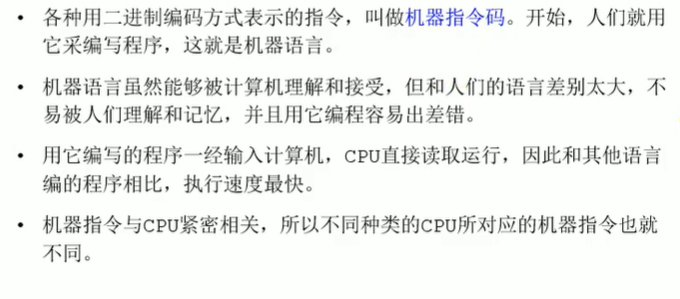 • 各种用二进制编码方式表示的指令，叫做机器指令码。开始，人们就用
它采编写程序，这就是机器语言。
• 机器语言虽然能够被计算机理解和接受，但和人们的语言差别太大，不
易被人们理解和记忆，并且用它编程容易出差错。
• 用它编写的程序一经输入计算机，CPU直接读取运行，因此和其他语言
编的程序相比，执行速度最快。
• 机器指令与CPU紧密相关，所以不同种类的CPU所对应的机器指令也就
不同。